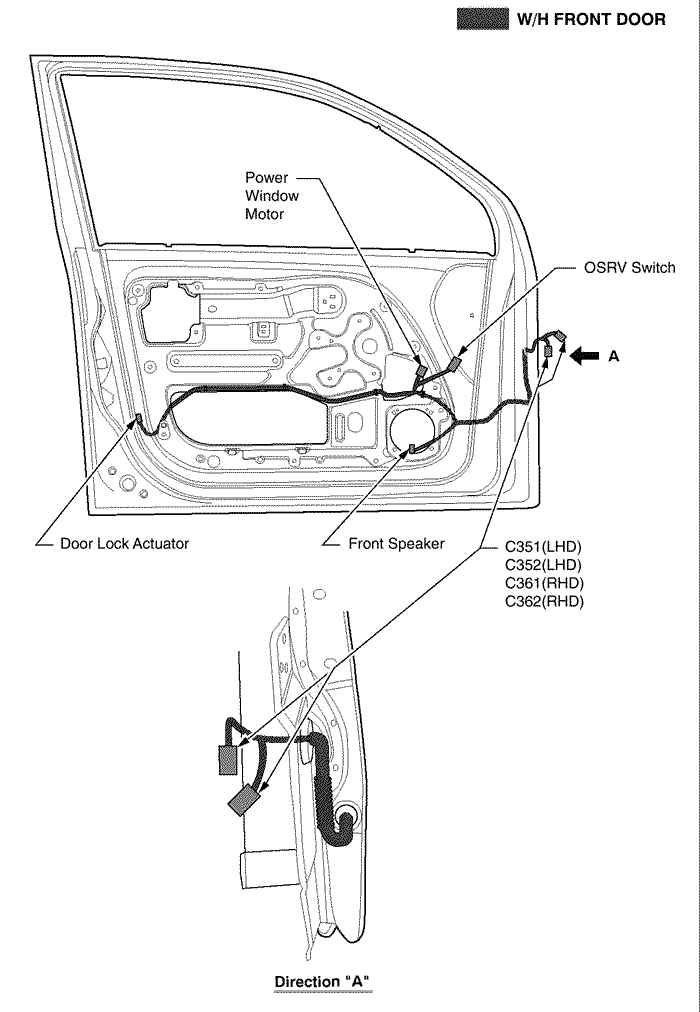 W/H FRONT DOOR
Power
Window
Motor
OSRV Switch
A
Door Lock Actuator
Front Speaker
C351(LHD)
C352(LHD)
C361(RHD)
C362(RHD)
Direction "A"